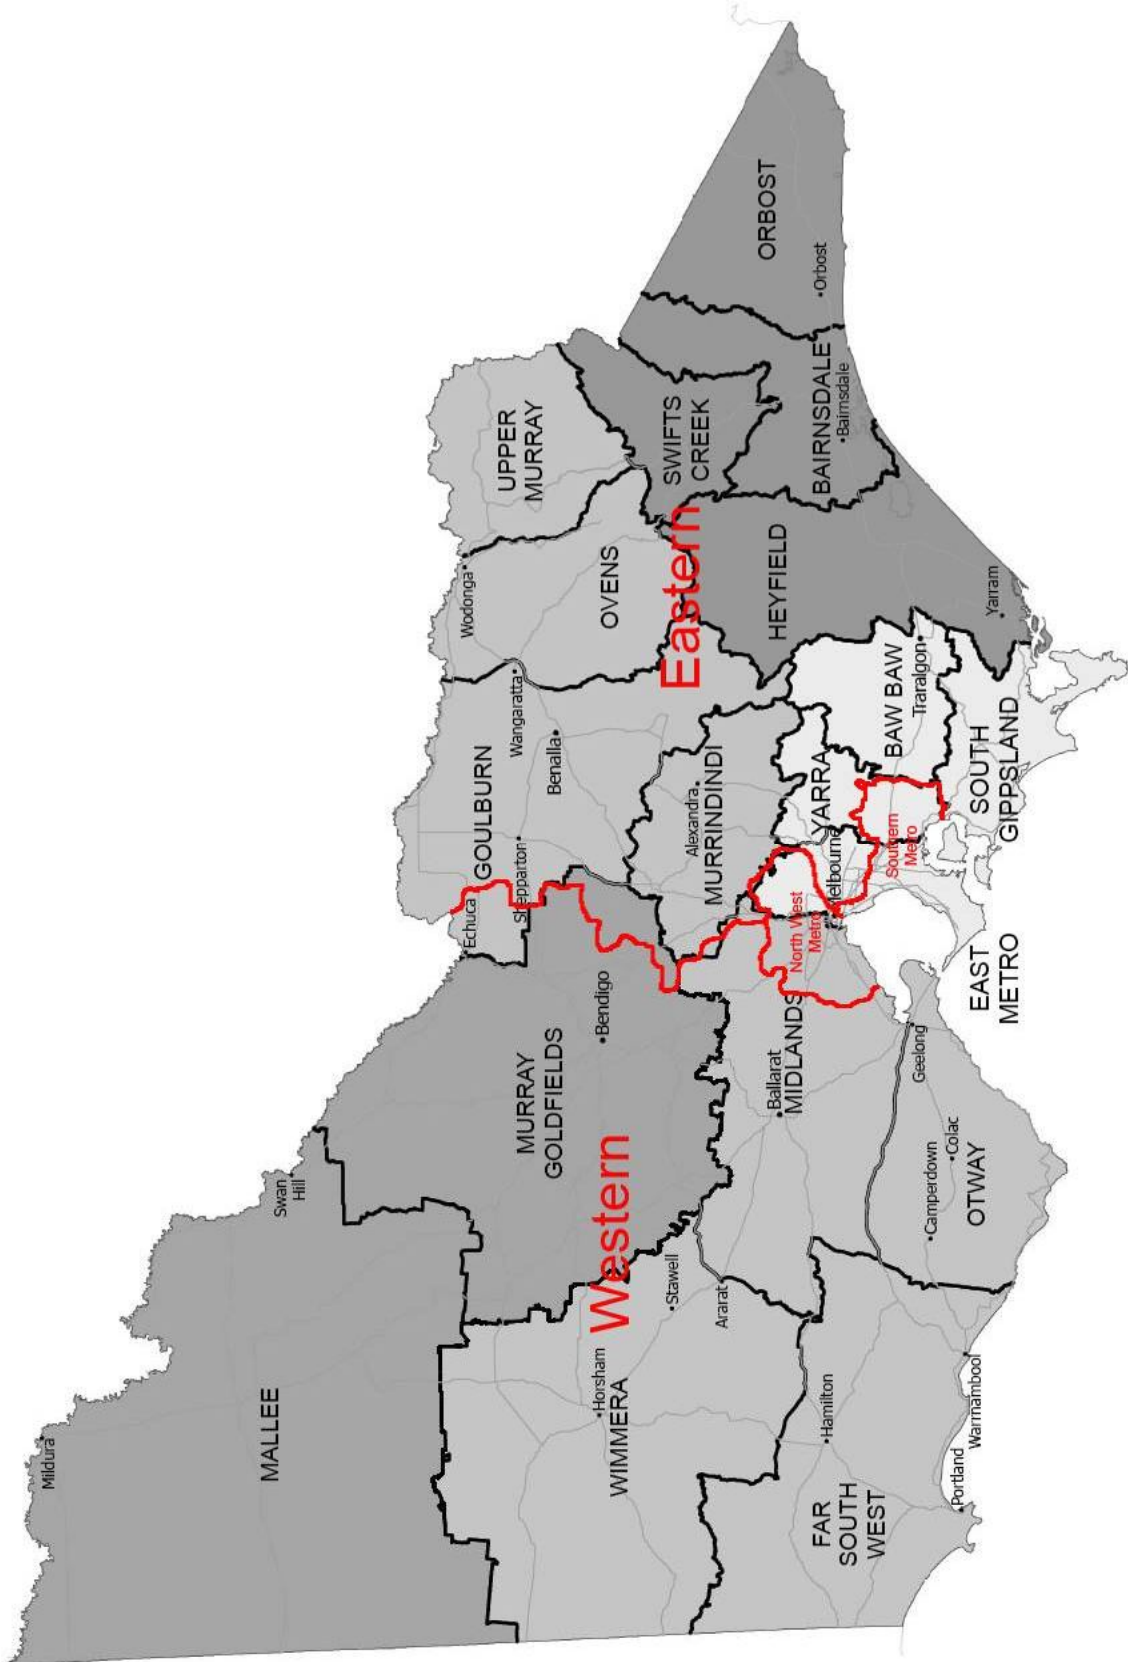 Mildura
MALLEE
Swan
Hill
MURRAY
GOLDFIELDS
Bendigo
Echuca
Shepparton
GOULBURN
Wangaratta
Benalla
Wodonga
UPPER
MURRAY
OVENS
Western
Eastern
Horsham
WIMMERA
Stawell
Ararat
Ballarat
MIDLANDS
Alexandra
MURRINDINDI
SWIFTS
CREEK
HEYFIELD
BAIRNSDALE
Bairnsdale
ORBOST
Orbost
North West
Metro
Melbourne
YARRA
Southern
Metro
BAW BAW
Traralgon
Yarram
SOUTH
GIPPSLAND
EAST
METRO
Geelong
Colac
Camperdown
OTWAY
Hamilton
FAR
SOUTH
WEST
Portland
Warrnambool